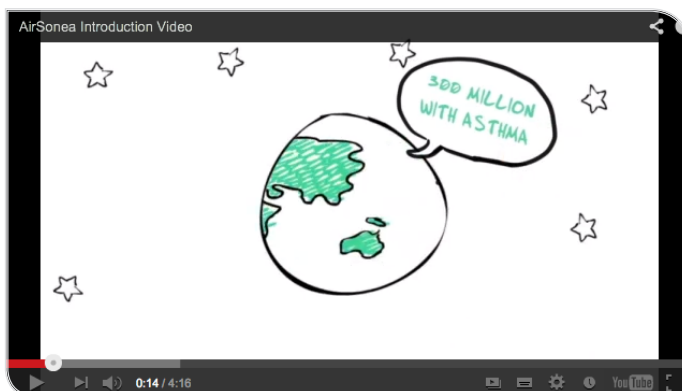 AirSonea Introduction Video
300 MILLION
WITH ASTHMA
0:14 / 4:16
YouTube